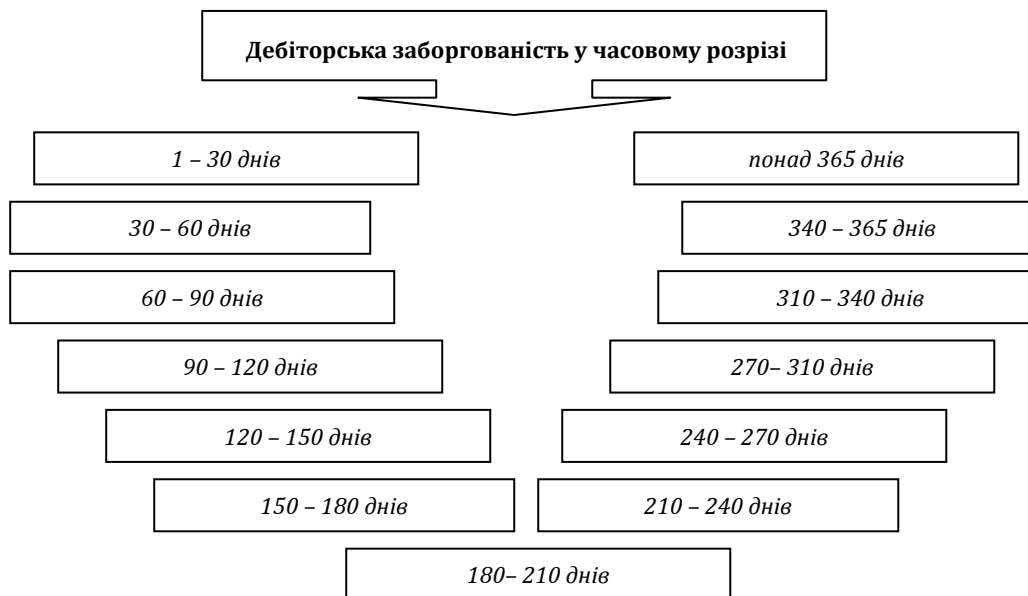 Дебіторська заборгованість у часовому розрізі
1 – 30 днів
понад 365 днів
30 – 60 днів
340 – 365 днів
60 – 90 днів
310 – 340 днів
90 – 120 днів
270– 310 днів
120 – 150 днів
240 – 270 днів
150 – 180 днів
210 – 240 днів
180– 210 днів